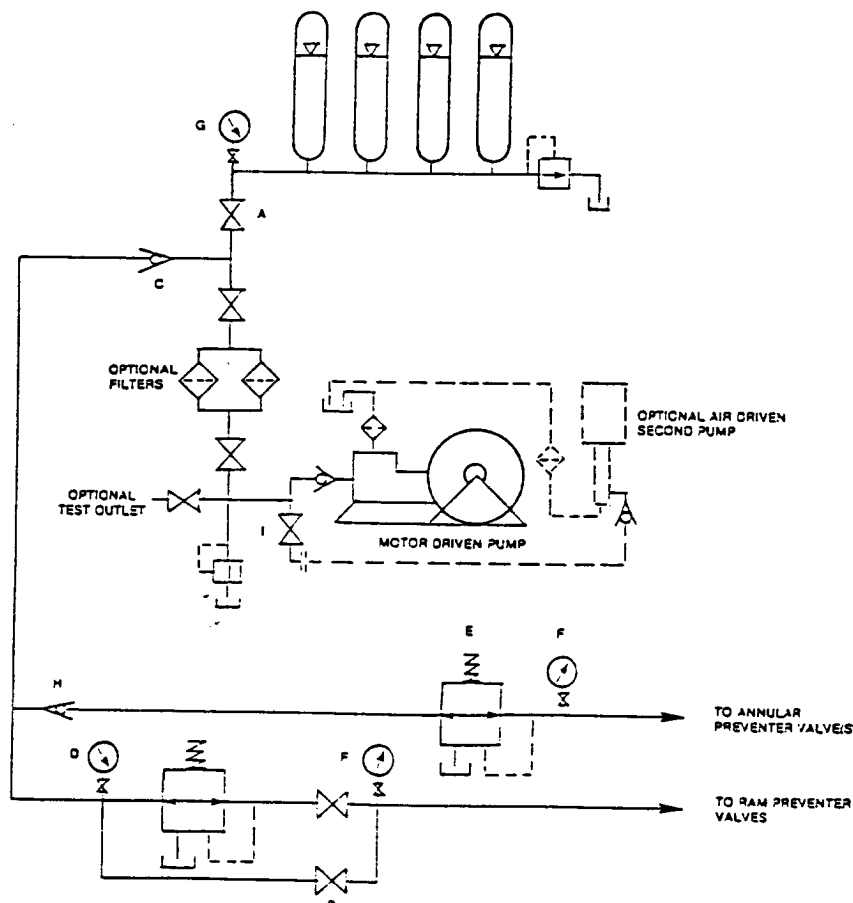 G
A
C
OPTIONAL
FILTERS
OPTIONAL AIR DRIVEN
SECOND PUMP
OPTIONAL
TEST OUTLET
I
MOTOR DRIVEN PUMP
E
F
H
TO ANNULAR
PREVENTER VALVE(S
D
F
TO RAM PREVENTER
VALVES